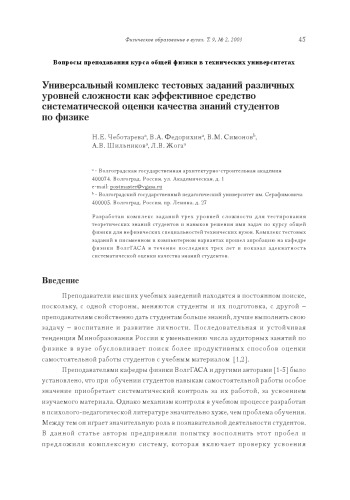 Физическое образование в вузах. Т. 9, № 2, 2003 45
Вопросы преподавания курса общей физики в технических университетах
Универсальный комплекс тестовых заданий различных
уровней сложности как эффективное средство
систематической оценки качества знаний студентов
по физике
Н.Е. Чеботареваᵃ, В.А. Федорихинᵃ, В.М. Симоновᵇ,
А.В. Шильниковᵃ, Л.В. Жогаᵃ
ᵃ – Волгоградская государственная архитектурно-строительная академия
400074, Волгоград, Россия, ул. Академическая, д. 1
e-mail: postmaster@vgasa.ru
ᵇ – Волгоградский государственный педагогический университет им. Серафимовича
400005, Волгоград, Россия, пр. Ленина, д. 27
Разработан комплекс заданий трех уровней сложности для тестирования
теоретических знаний студентов и навыков решения ими задач по курсу общей
физики для нефизических специальностей технических вузов. Комплекс тестовых
заданий в письменном и компьютерном вариантах прошел апробацию на кафедре
физики ВолгГАСА в течение последних трех лет и показал адекватность
систематической оценки качества знаний студентов.
Введение
Преподаватели высших учебных заведений находятся в постоянном поиске,
поскольку, с одной стороны, меняются студенты и их подготовка, с другой –
преподавателям свойственно дать студентам больше знаний, лучше выполнять свою
задачу – воспитание и развитие личности. Последовательная и устойчивая
тенденция Минобразования России к уменьшению числа аудиторных занятий по
физике в вузе обусловливает поиск более продуктивных способов оценки
самостоятельной работы студентов с учебным материалом [1,2].
Преподавателями кафедры физики ВолгГАСА и другими авторами [1-5] было
установлено, что при обучении студентов навыкам самостоятельной работы особое
значение приобретает систематический контроль за их работой, за усвоением
изучаемого материала. Однако механизм контроля в учебном процессе разработан
в психолого-педагогической литературе значительно хуже, чем проблема обучения.
Между тем он играет значительную роль в познавательной деятельности студентов.
В данной статье авторы предприняли попытку восполнить этот пробел и
предложили комплексную систему, которая включает проверку усвоения